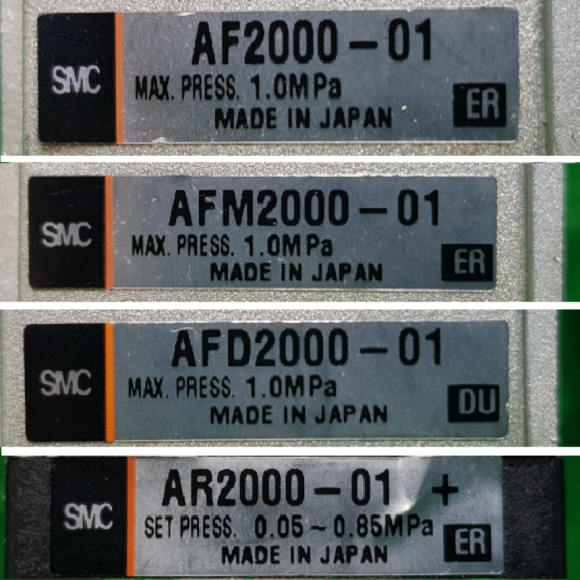 AF2000-01
SMC
MAX. PRESS. 1.0MPa
ER
MADE IN JAPAN
AFM2000-01
SMC
MAX. PRESS. 1.0MPa
ER
MADE IN JAPAN
AFD2000-01
SMC
MAX. PRESS. 1.0MPa
DU
MADE IN JAPAN
AR2000-01 +
SMC
SET PRESS. 0.05~0.85MPa
ER
MADE IN JAPAN